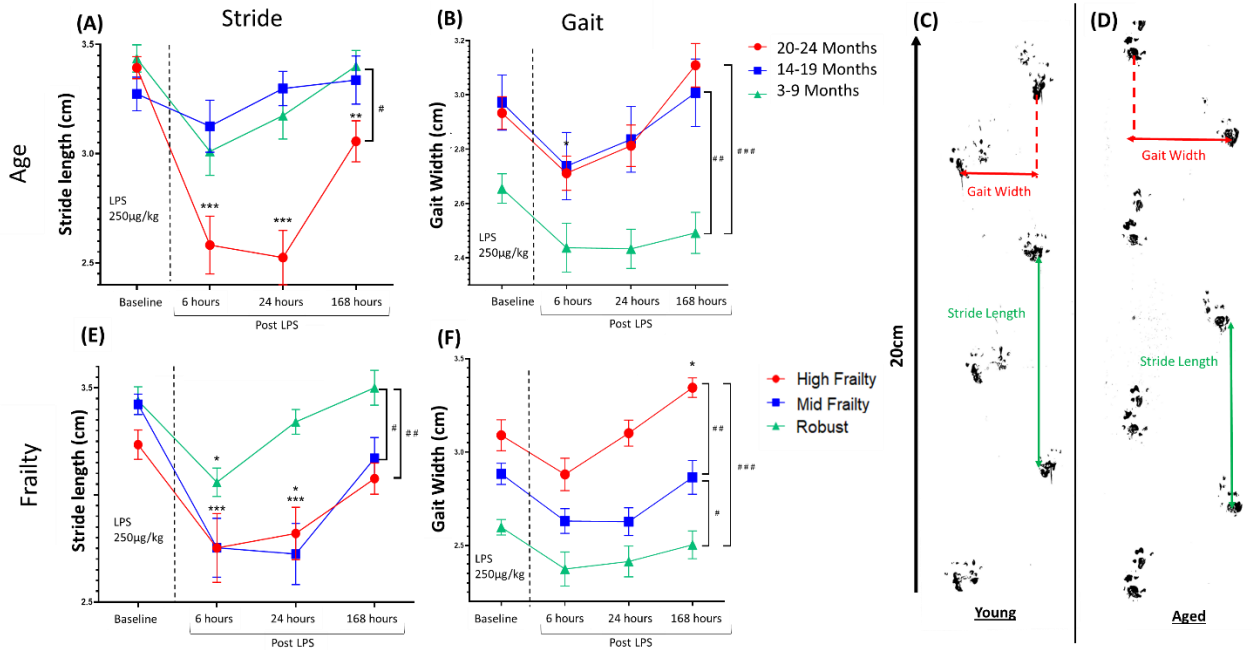 Stride
Gait
Age
Frailty
(A)
Stride length (cm)
3.5
3.0
2.5
LPS
250µg/kg
***
***
**
#
Baseline
6 hours
24 hours
168 hours
Post LPS
(B)
Gait Width (cm)
3.2
3.0
2.8
2.6
2.4
LPS
250µg/kg
*
##
###
Baseline
6 hours
24 hours
168 hours
Post LPS
20-24 Months
14-19 Months
3-9 Months
(C)
20cm
Gait Width
Stride Length
Young
(D)
Gait Width
Stride Length
Aged
(E)
Stride length (cm)
3.5
2.5
LPS
250µg/kg
*
***
*
***
#
##
Baseline
6 hours
24 hours
168 hours
Post LPS
(F)
Gait Width (cm)
3.5
3.0
2.5
LPS
250µg/kg
*
##
#
###
Baseline
6 hours
24 hours
168 hours
Post LPS
High Frailty
Mid Frailty
Robust